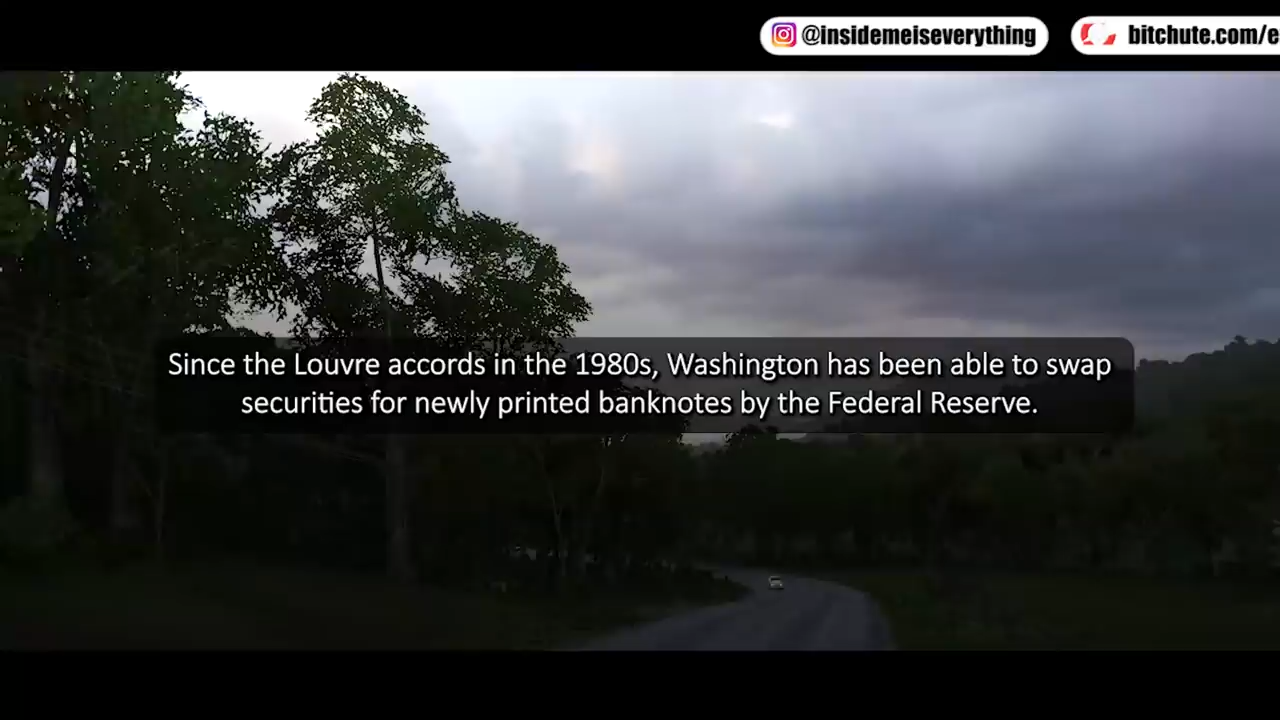 @insidemeiseverything
bitchute.com/e
Since the Louvre accords in the 1980s, Washington has been able to swap
securities for newly printed banknotes by the Federal Reserve.